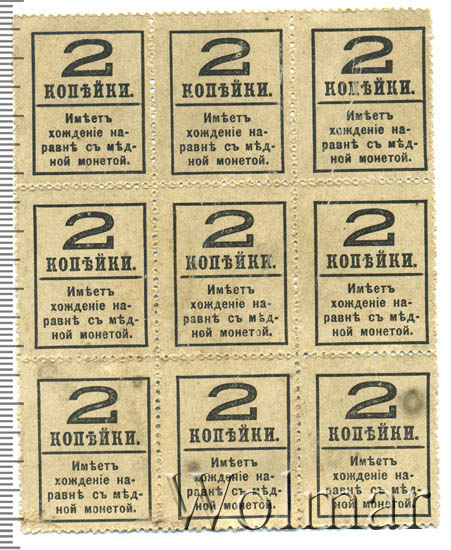 2 2 2
КОПѢЙКИ. КОПѢЙКИ. КОПѢЙКИ.
Имѣетъ Имѣетъ Имѣетъ
хожденіе на- хожденіе на- хожденіе на-
равнѣ съ мѣд- равнѣ съ мѣд- равнѣ съ мѣд-
ной монетой. ной монетой. ной монетой.
2 2 2
КОПѢЙКИ. КОПѢЙКИ. КОПѢЙКИ.
Имѣетъ Имѣетъ Имѣетъ
хожденіе на- хожденіе на- хожденіе на-
равнѣ съ мѣд- равнѣ съ мѣд- равнѣ съ мѣд-
ной монетой. ной монетой. ной монетой.
2 2 2
КОПѢЙКИ. КОПѢЙКИ. КОПѢЙКИ.
Имѣетъ Имѣетъ Имѣетъ
хожденіе на- хожденіе на- хожденіе на-
равнѣ съ мѣд- равнѣ съ мѣд- равнѣ съ мѣд-
ной монетой. ной монетой. ной монетой.
Wolmar